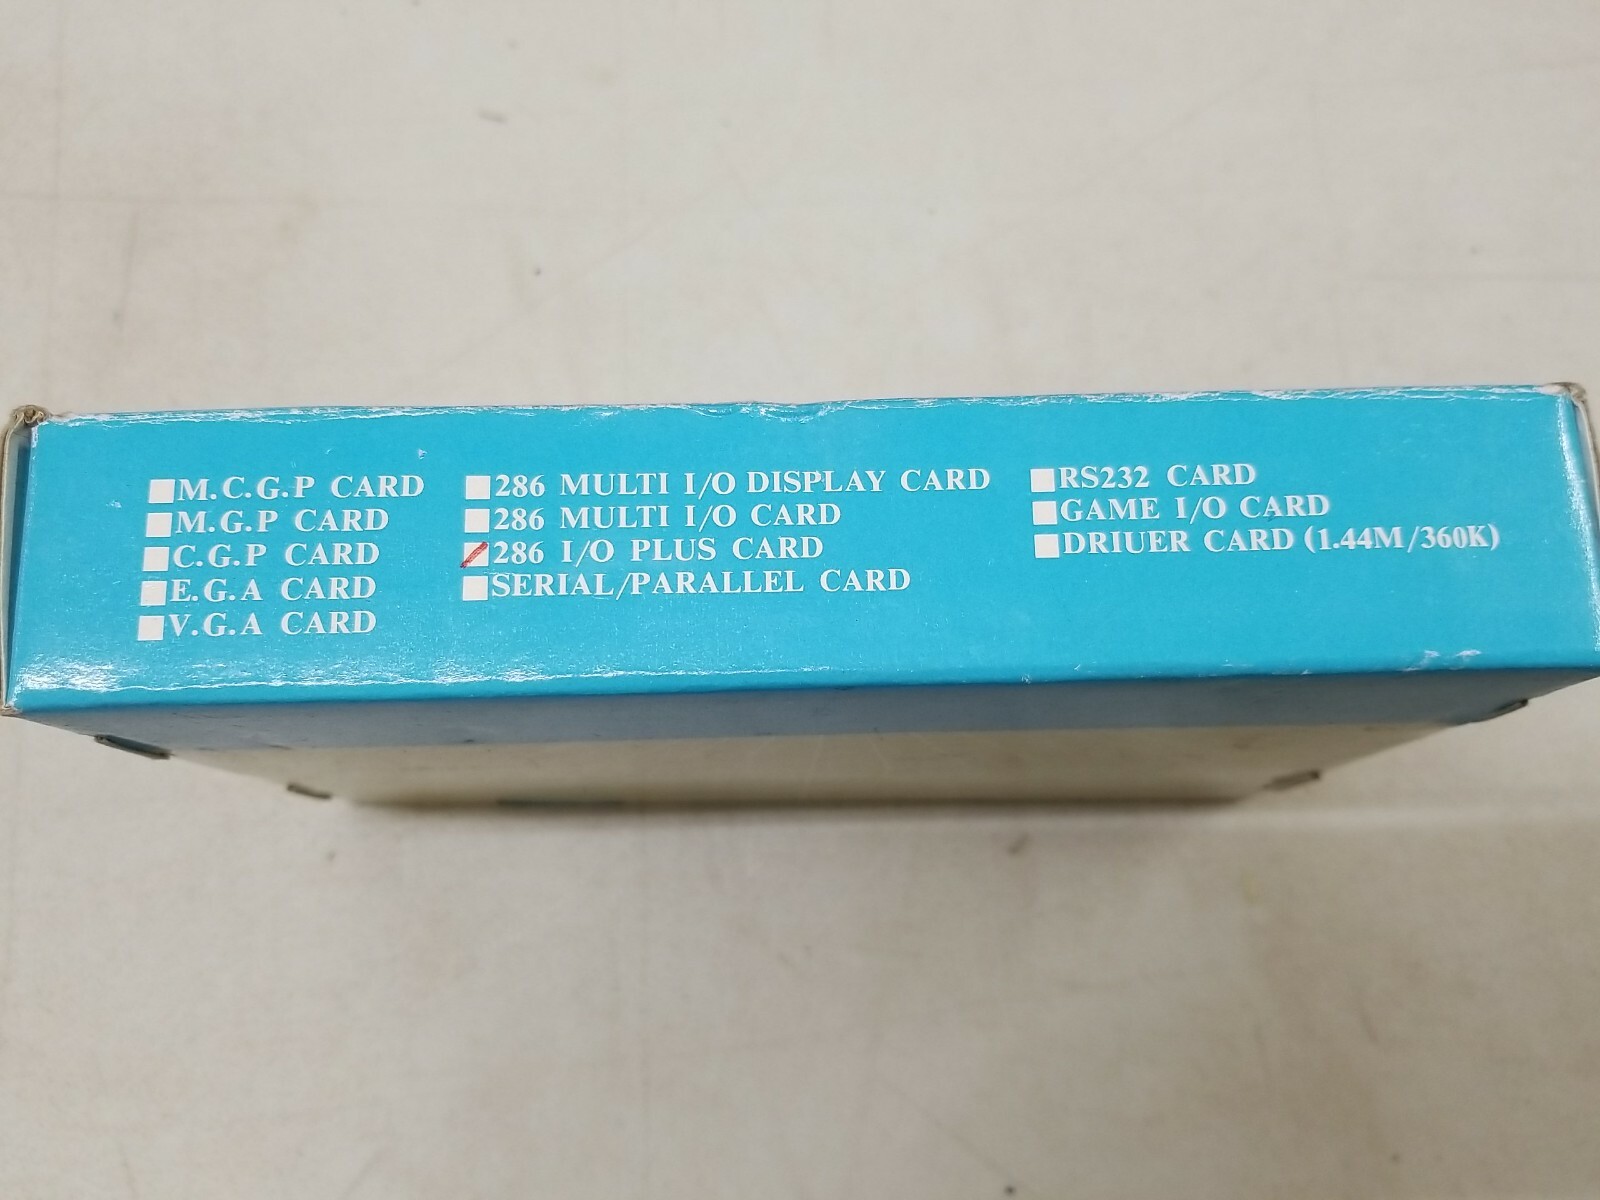 M.C.G.P CARD
M.G.P CARD
C.G.P CARD
E.G.A CARD
V.G.A CARD
286 MULTI I/O DISPLAY CARD
286 MULTI I/O CARD
286 I/O PLUS CARD
SERIAL/PARALLEL CARD
RS232 CARD
GAME I/O CARD
DRIUER CARD (1.44M/360K)